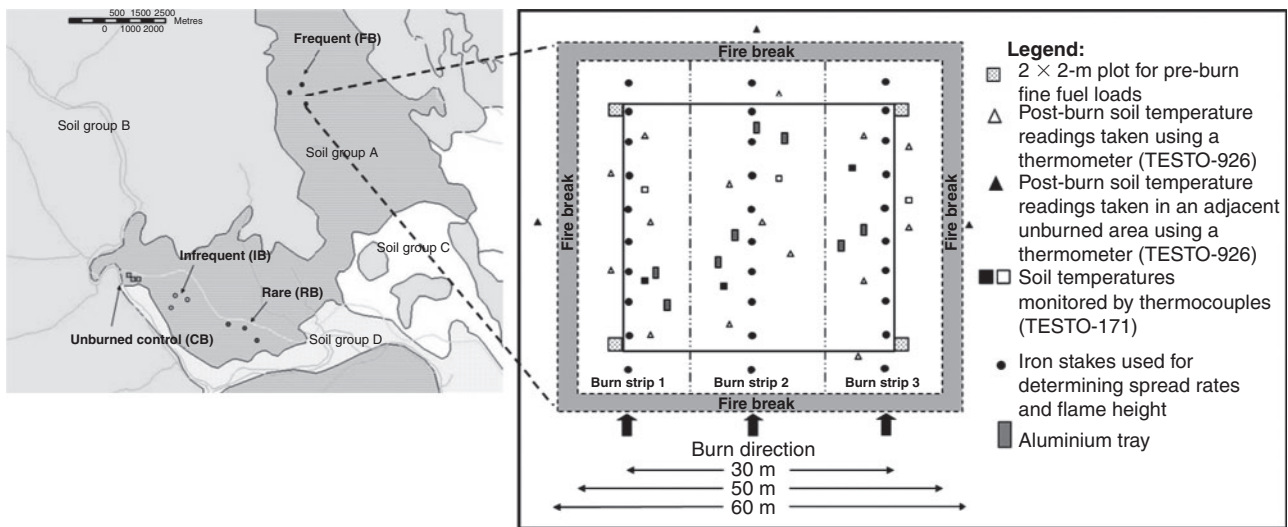 500 1500 2500
Metres
0 1000 2000
Frequent (FB)
Soil group B
Soil group A
Soil group C
Infrequent (IB)
Rare (RB)
Unburned control (CB)
Soil group D
Fire break
Fire break
Fire break
Burn strip 1
Burn strip 2
Burn strip 3
Fire break
Burn direction
30 m
50 m
60 m
Legend:
2 × 2-m plot for pre-burn
fine fuel loads
Post-burn soil temperature
readings taken using a
thermometer (TESTO-926)
Post-burn soil temperature
readings taken in an adjacent
unburned area using a
thermometer (TESTO-926)
Soil temperatures
monitored by thermocouples
(TESTO-171)
Iron stakes used for
determining spread rates
and flame height
Aluminium tray